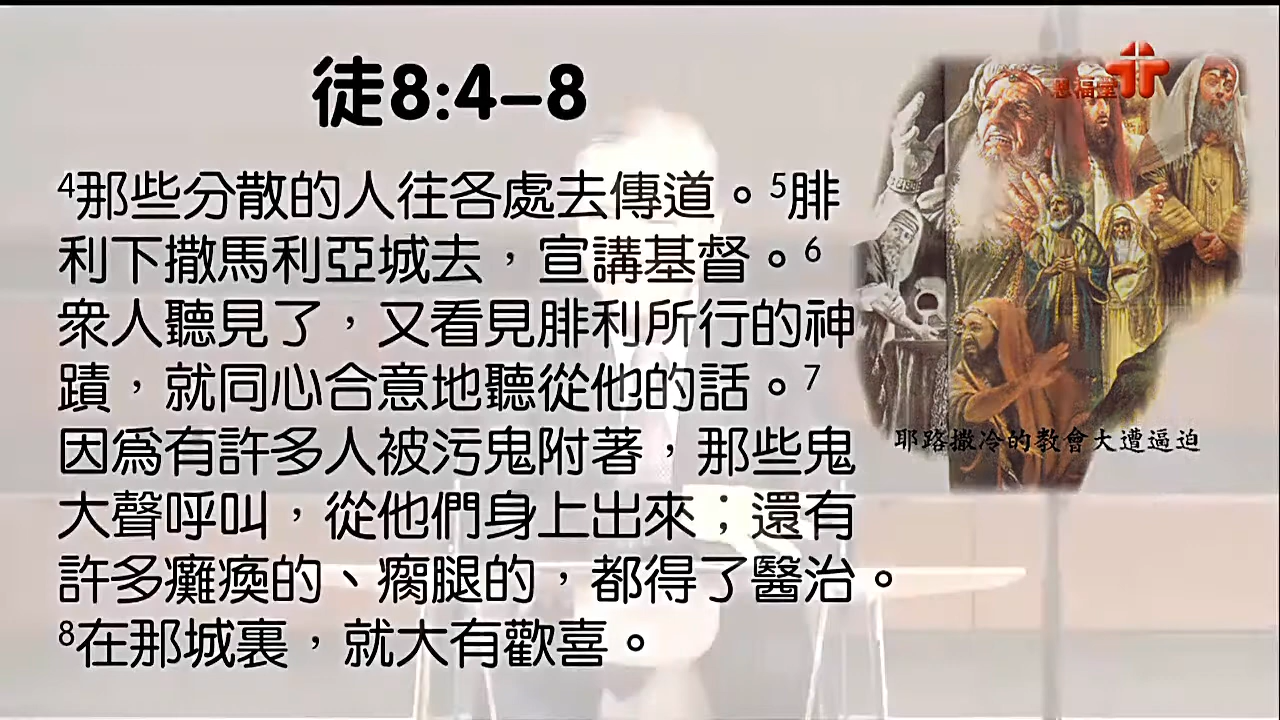 徒8:4–8
恩福堂
4那些分散的人往各處去傳道。5腓
利下撒馬利亞城去，宣講基督。6
眾人聽見了，又看見腓利所行的神
蹟，就同心合意地聽從他的話。7
因為有許多人被污鬼附著，那些鬼
大聲呼叫，從他們身上出來；還有
許多癱瘓的、瘸腿的，都得了醫治。
8在那城裏，就大有歡喜。
耶路撒冷的教會大遭逼迫